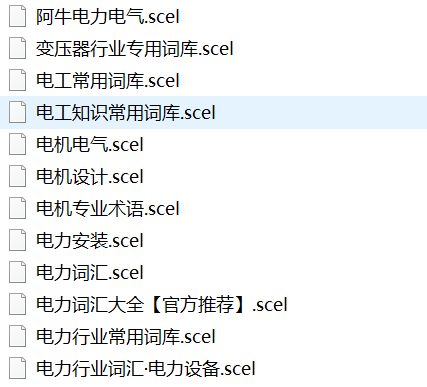 阿牛电力电气.scel
变压器行业专用词库.scel
电工常用词库.scel
电工知识常用词库.scel
电机电气.scel
电机设计.scel
电机专业术语.scel
电力安装.scel
电力词汇.scel
电力词汇大全【官方推荐】.scel
电力行业常用词库.scel
电力行业词汇·电力设备.scel